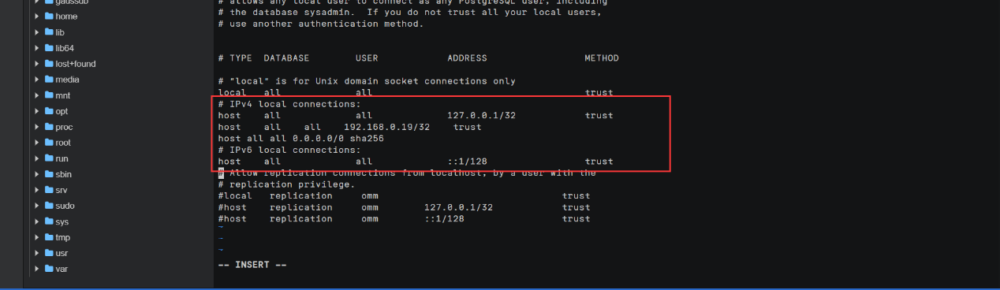 gaussdb
home
lib
lib64
lost+found
media
mnt
opt
proc
root
run
sbin
srv
sudo
sys
tmp
usr
var
# allows any local user to connect as any PostgreSQL user, including
# the database sysadmin.  If you do not trust all your local users,
# use another authentication method.
# TYPE  DATABASE        USER            ADDRESS                 METHOD
# "local" is for Unix domain socket connections only
local   all             all                                     trust
# IPv4 local connections:
host    all             all             127.0.0.1/32            trust
host    all    all    192.168.0.19/32    trust
host all all 0.0.0.0/0 sha256
# IPv6 local connections:
host    all             all             ::1/128                 trust
# Allow replication connections from localhost, by a user with the
# replication privilege.
#local   replication     omm                                trust
#host    replication     omm        127.0.0.1/32            trust
#host    replication     omm        ::1/128                 trust
~
~
~
-- INSERT --